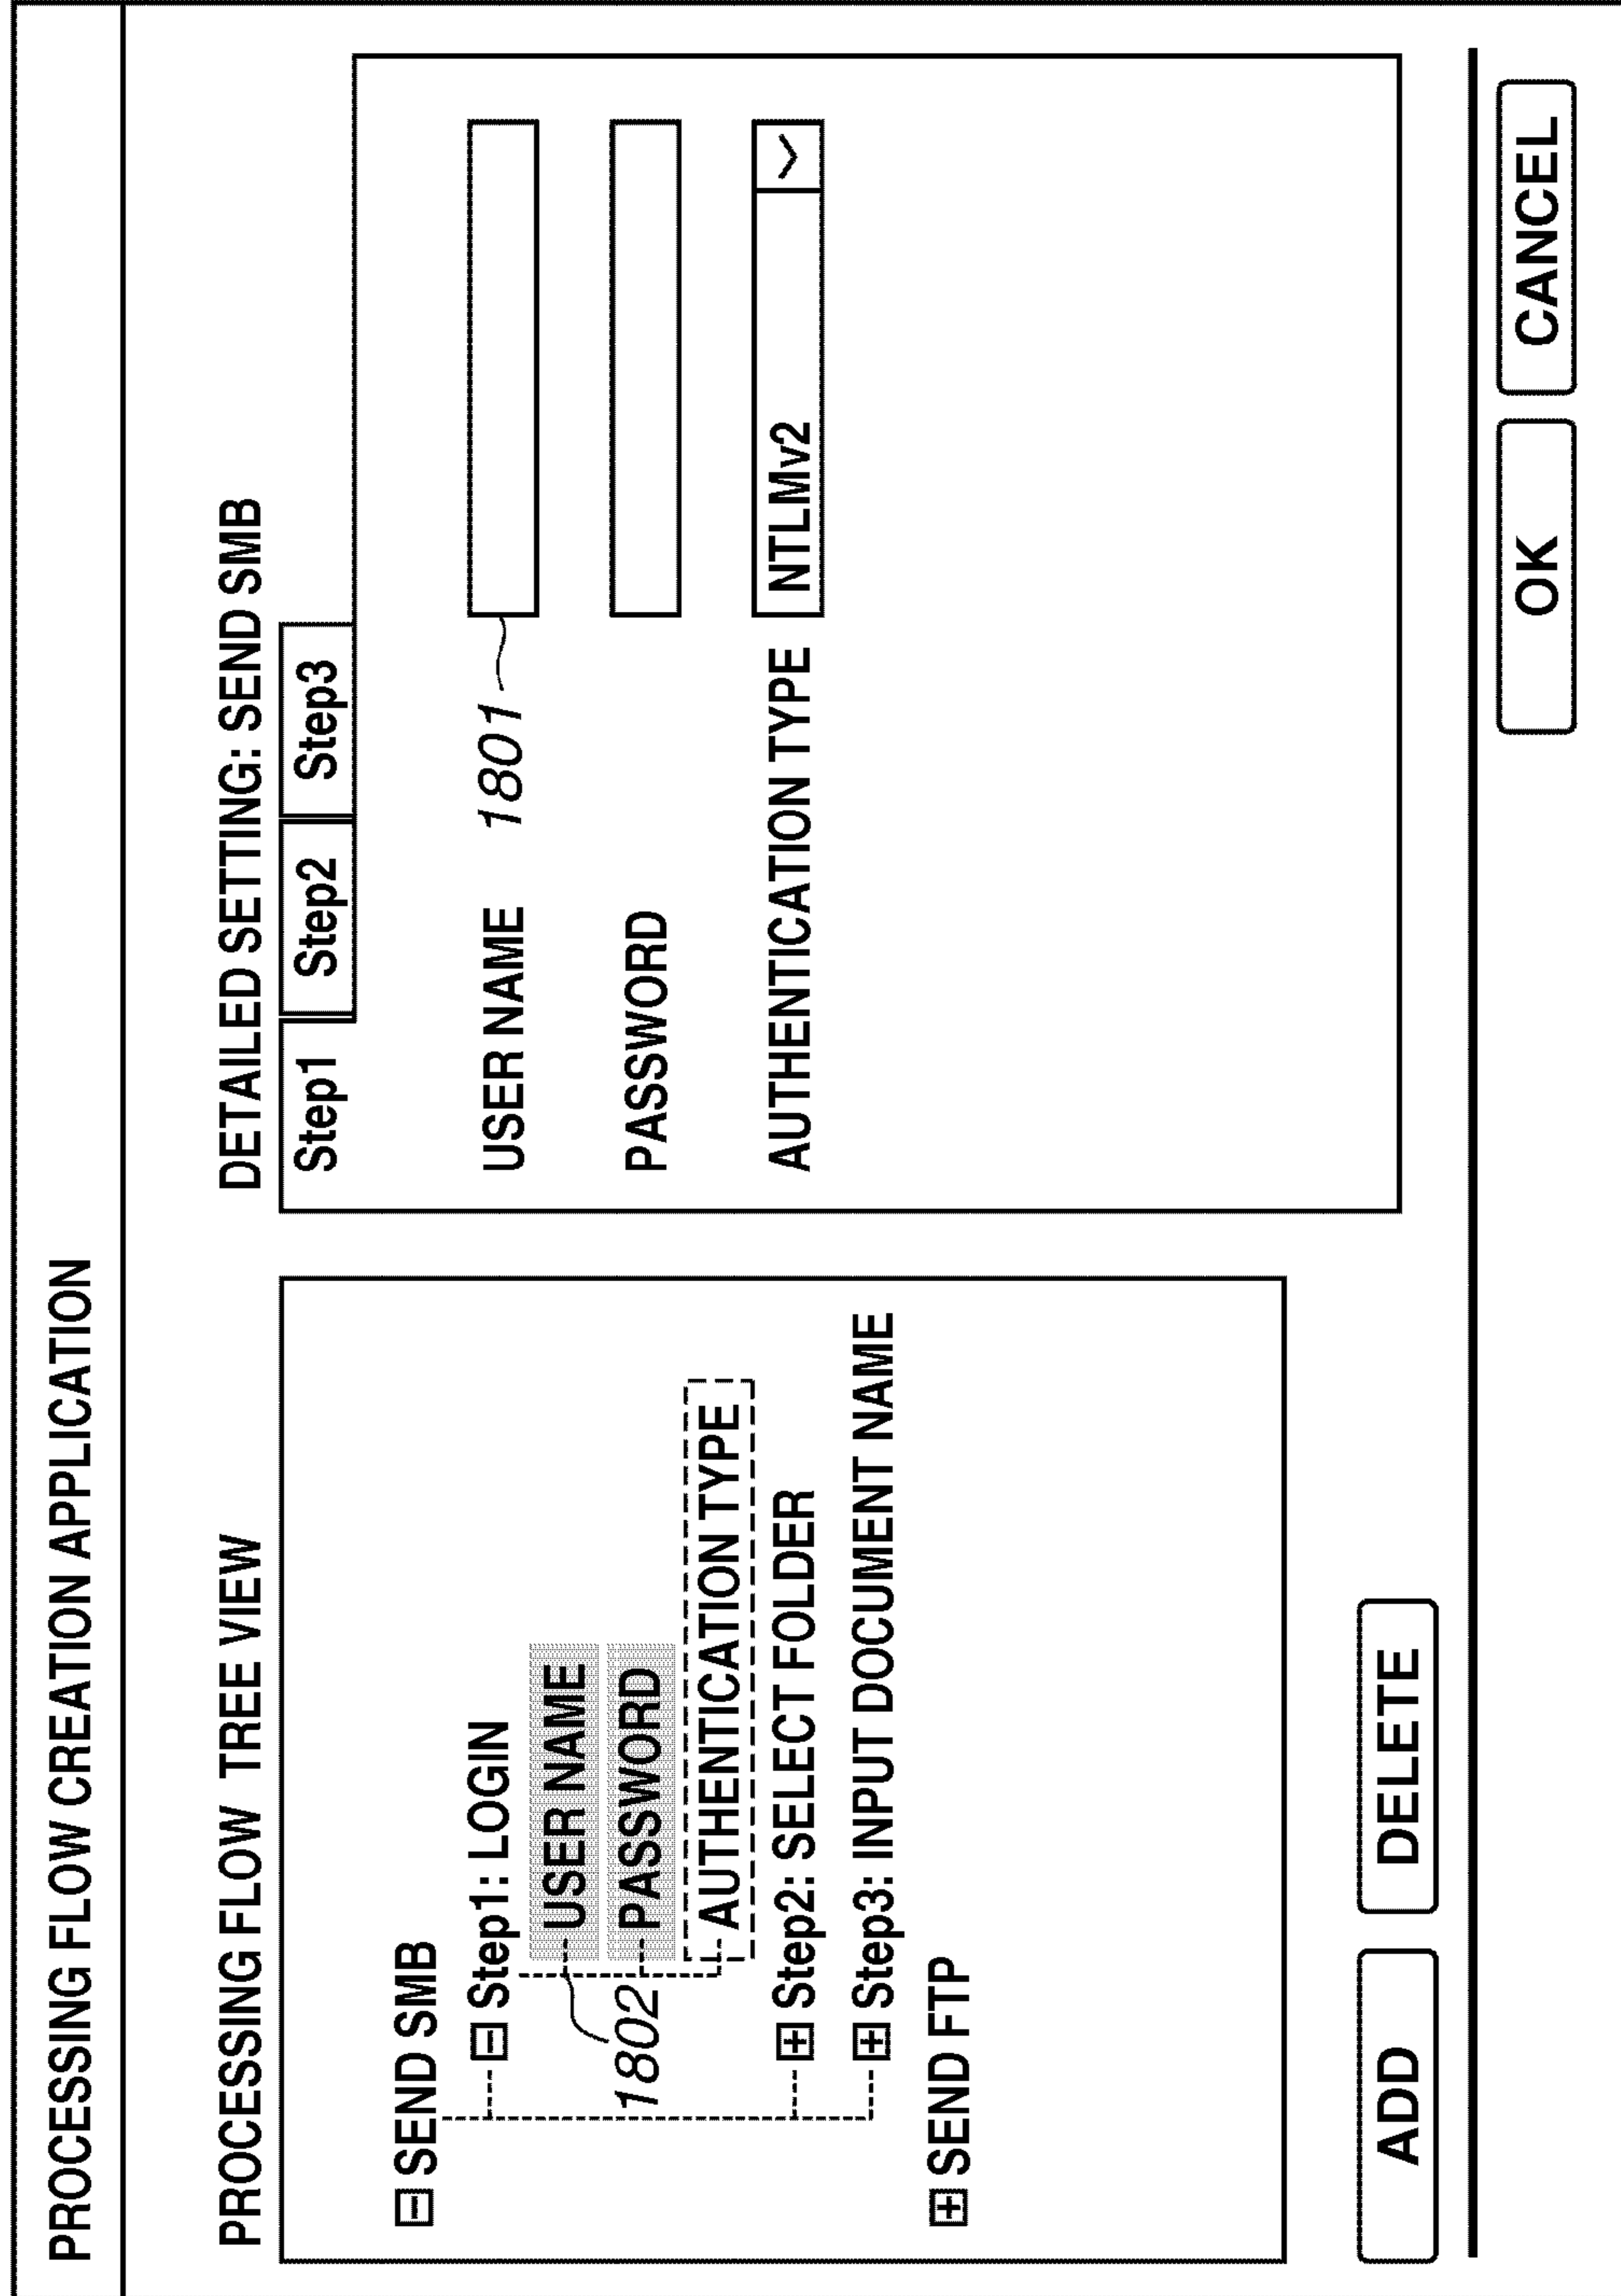 PROCESSING FLOW CREATION APPLICATION
PROCESSING FLOW TREE VIEW
SEND SMB
Step1: LOGIN
USER NAME
1802
PASSWORD
AUTHENTICATION TYPE
Step2: SELECT FOLDER
Step3: INPUT DOCUMENT NAME
SEND FTP
ADD
DELETE
DETAILED SETTING: SEND SMB
Step1 Step2 Step3
USER NAME 1801
PASSWORD
AUTHENTICATION TYPE NTLMv2
OK
CANCEL